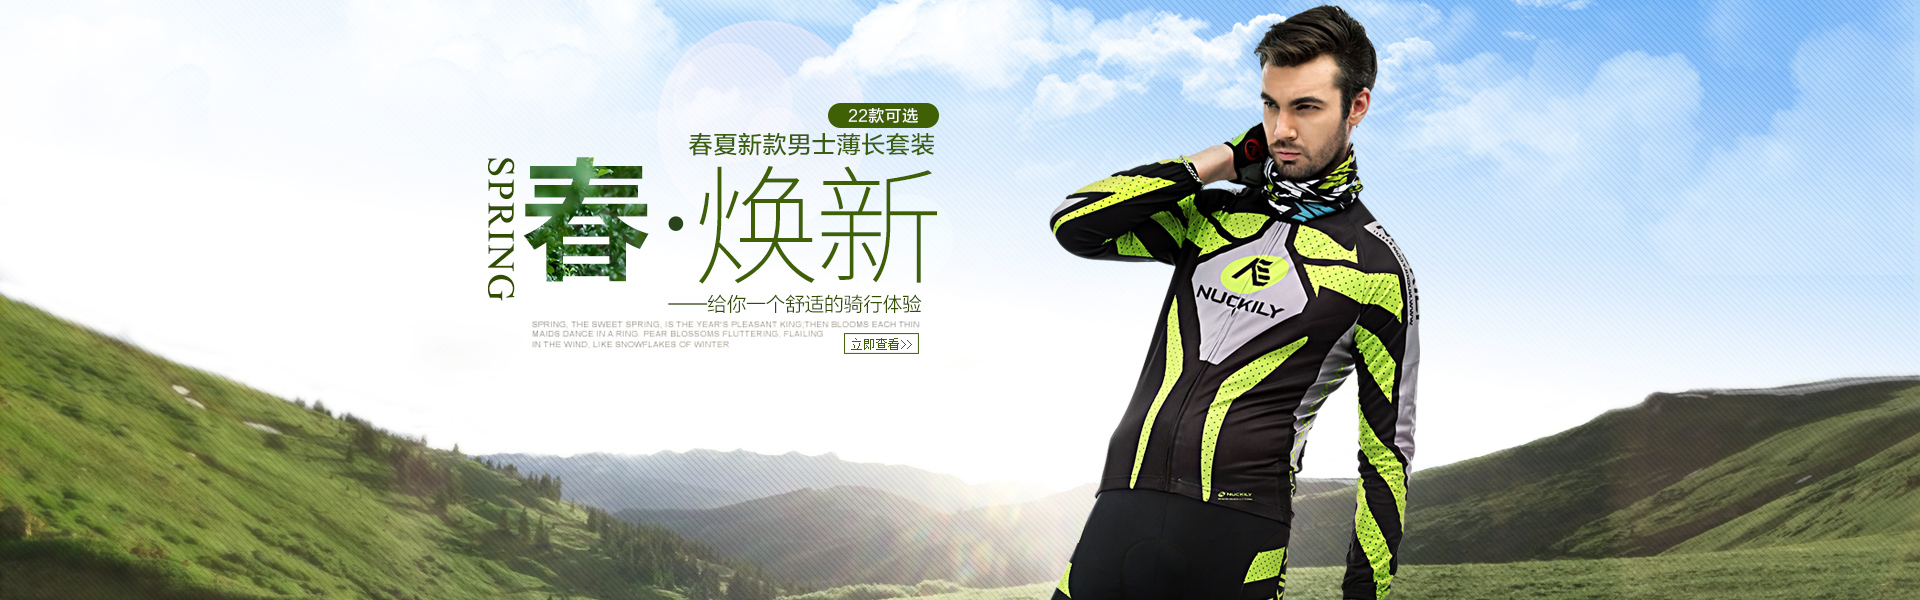 22款可选
春夏新款男士薄长套装
SPRING
春·焕新
——给你一个舒适的骑行体验
SPRING, THE SWEET SPRING, IS THE YEAR'S PLEASANT KING;THEN BLOOMS EACH THIN
MAIDS DANCE IN A RING. PEAR BLOSSOMS FLUTTERING, FLAILING
IN THE WIND, LIKE SNOWFLAKES OF WINTER
立即查看>>
NUCKILY
NUCKILY